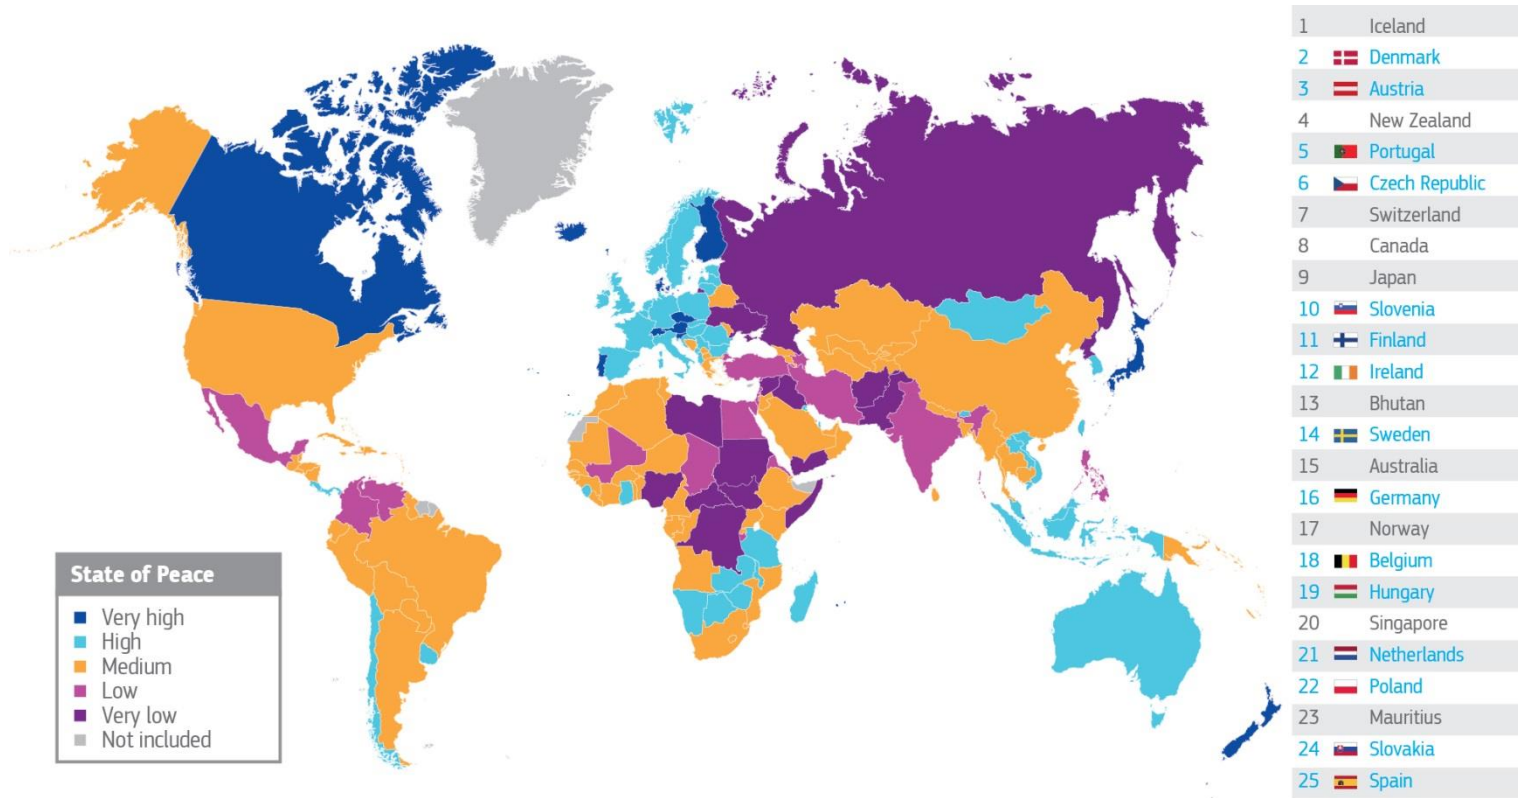 State of Peace
Very high
High
Medium
Low
Very low
Not included
1 Iceland
2 Denmark
3 Austria
4 New Zealand
5 Portugal
6 Czech Republic
7 Switzerland
8 Canada
9 Japan
10 Slovenia
11 Finland
12 Ireland
13 Bhutan
14 Sweden
15 Australia
16 Germany
17 Norway
18 Belgium
19 Hungary
20 Singapore
21 Netherlands
22 Poland
23 Mauritius
24 Slovakia
25 Spain